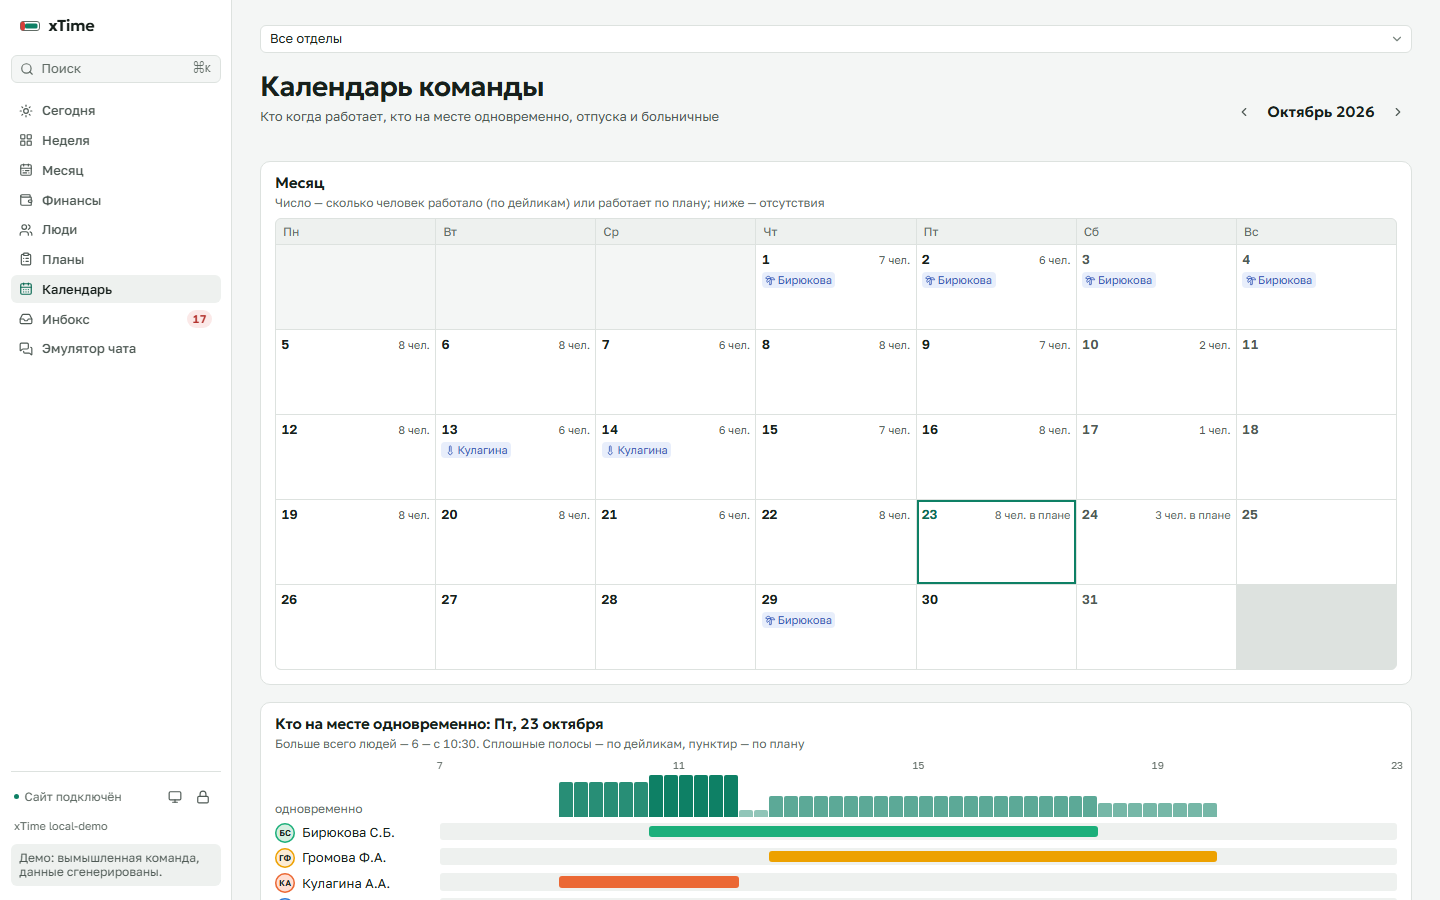 xTime
Поиск ⌘K
Сегодня
Неделя
Месяц
Финансы
Люди
Планы
Календарь
Инбокс 17
Эмулятор чата
Сайт подключён
xTime local-demo
Демо: вымышленная команда,
данные сгенерированы.
Все отделы
Календарь команды
Кто когда работает, кто на месте одновременно, отпуска и больничные
Октябрь 2026
Месяц
Число — сколько человек работало (по дейликам) или работает по плану; ниже — отсутствия
Пн Вт Ср Чт Пт Сб Вс
1 7 чел. 2 6 чел. 3 4
Бирюкова Бирюкова Бирюкова Бирюкова
5 8 чел. 6 8 чел. 7 6 чел. 8 8 чел. 9 7 чел. 10 2 чел. 11
12 8 чел. 13 6 чел. 14 6 чел. 15 7 чел. 16 8 чел. 17 1 чел. 18
Кулагина Кулагина
19 8 чел. 20 8 чел. 21 6 чел. 22 8 чел. 23 8 чел. в плане 24 3 чел. в плане 25
26 27 28 29 30 31
Бирюкова
Кто на месте одновременно: Пт, 23 октября
Больше всего людей — 6 — с 10:30. Сплошные полосы — по дейликам, пунктир — по плану
7 11 15 19 23
одновременно
БС Бирюкова С.Б.
ГФ Громова Ф.А.
КА Кулагина А.А.